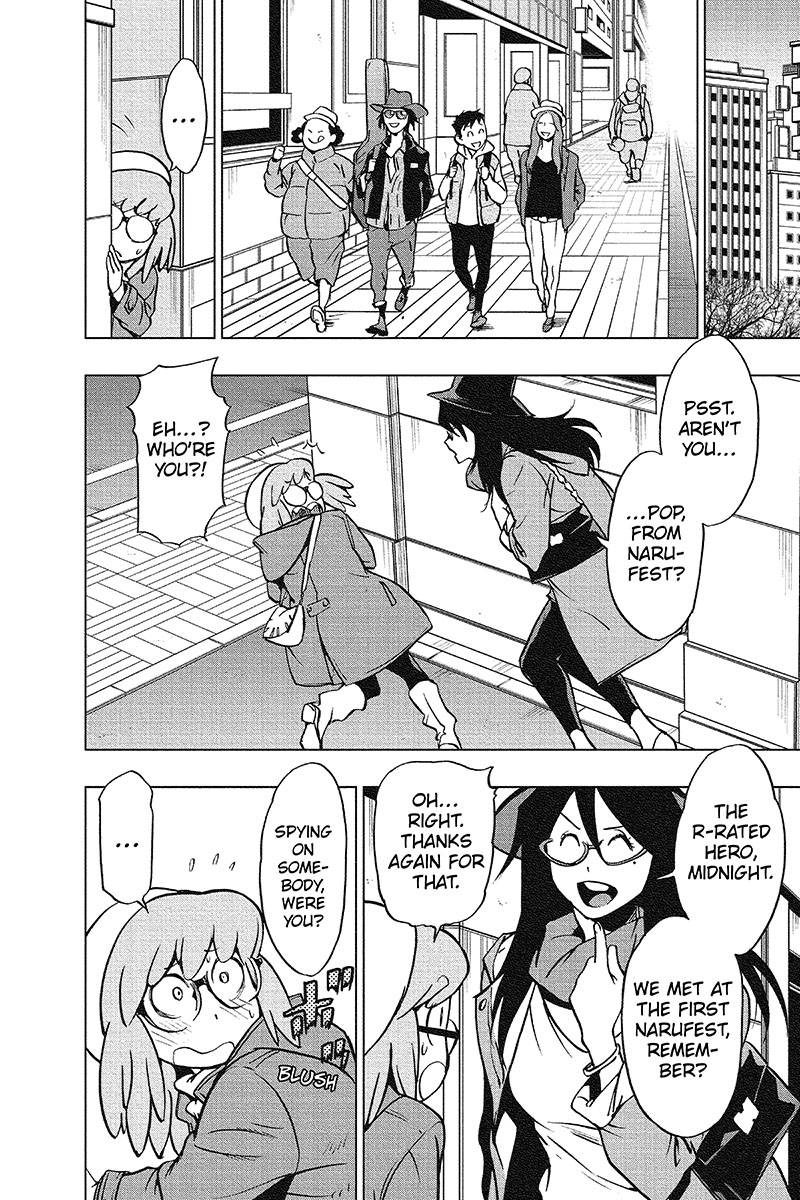 ...
PSST.
AREN'T
YOU...
...POP,
FROM
NARU-
FEST?
EH...?
WHO'RE
YOU?!
THE
R-RATED
HERO,
MIDNIGHT.
WE MET AT
THE FIRST
NARUFEST,
REMEM-
BER?
OH...
RIGHT.
THANKS
AGAIN FOR
THAT.
SPYING
ON
SOME-
BODY,
WERE
YOU?
...
BLUSH